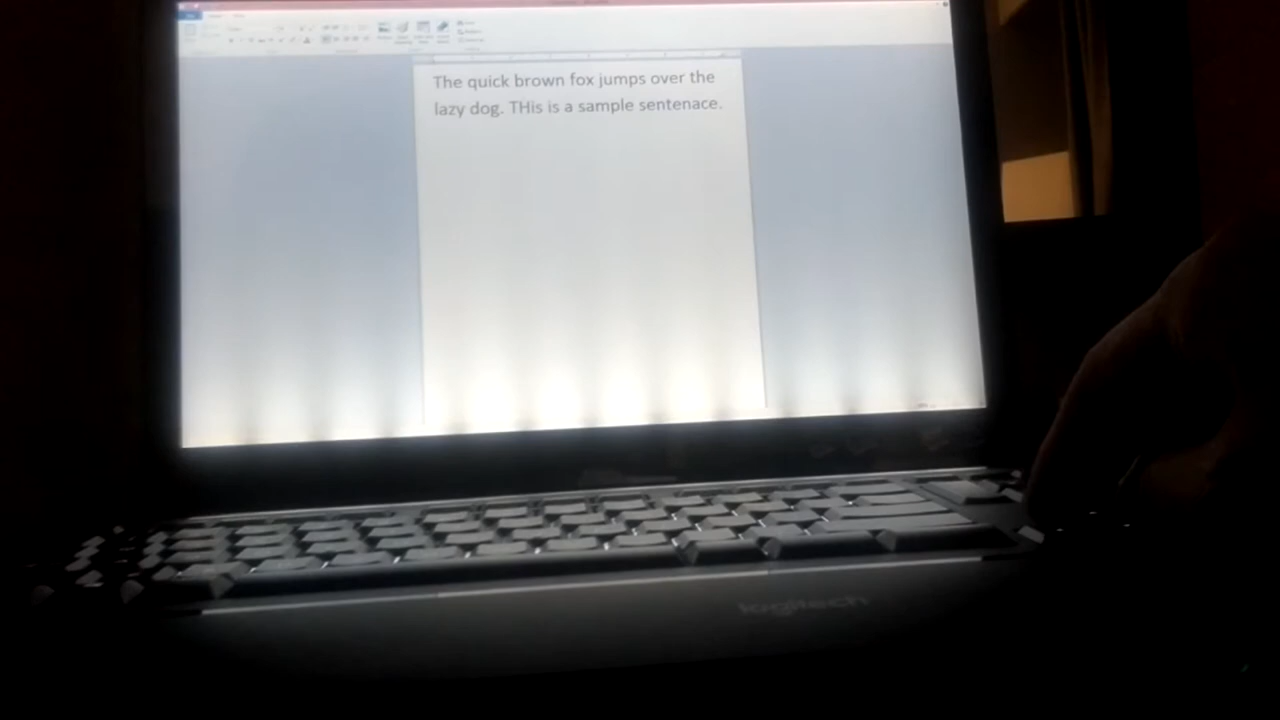 The quick brown fox jumps over the
lazy dog. THis is a sample sentenace.
logitech